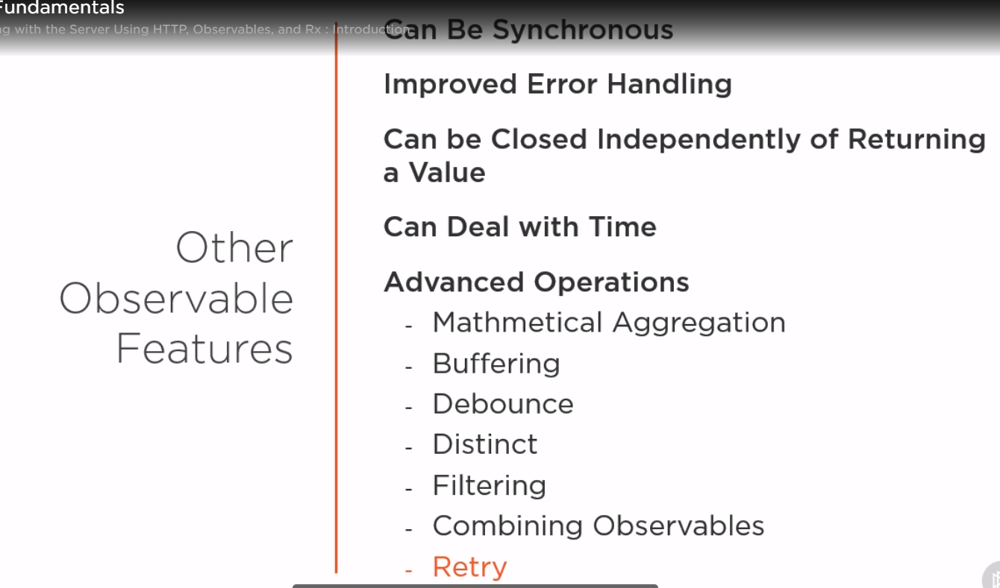 Fundamentals
ng with the Server Using HTTP, Observables, and Rx : Introduction
Other
Observable
Features
Can Be Synchronous
Improved Error Handling
Can be Closed Independently of Returning
a Value
Can Deal with Time
Advanced Operations
- Mathmetical Aggregation
- Buffering
- Debounce
- Distinct
- Filtering
- Combining Observables
- Retry